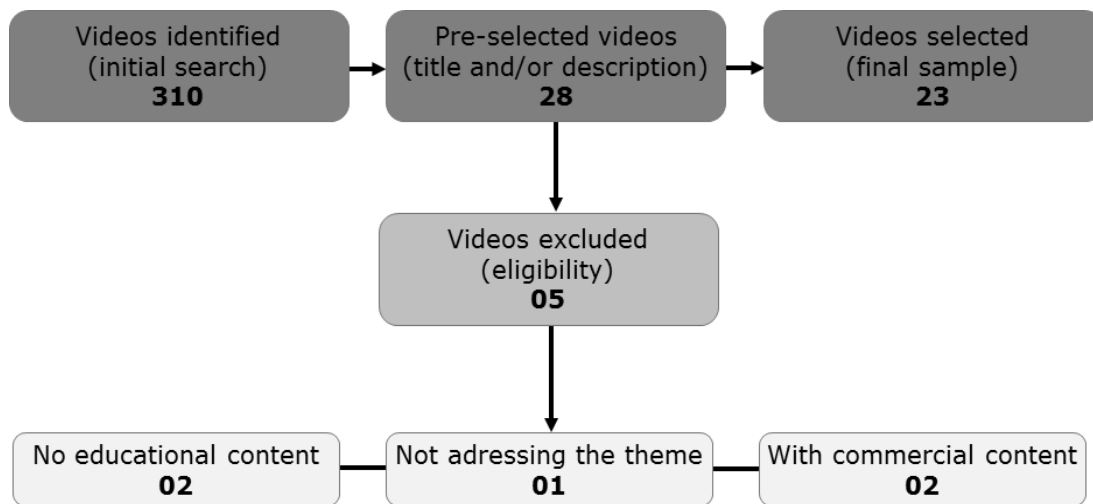 Videos identified
(initial search)
310
Pre-selected videos
(title and/or description)
28
Videos selected
(final sample)
23
Videos excluded
(eligibility)
05
No educational content
02
Not adressing the theme
01
With commercial content
02